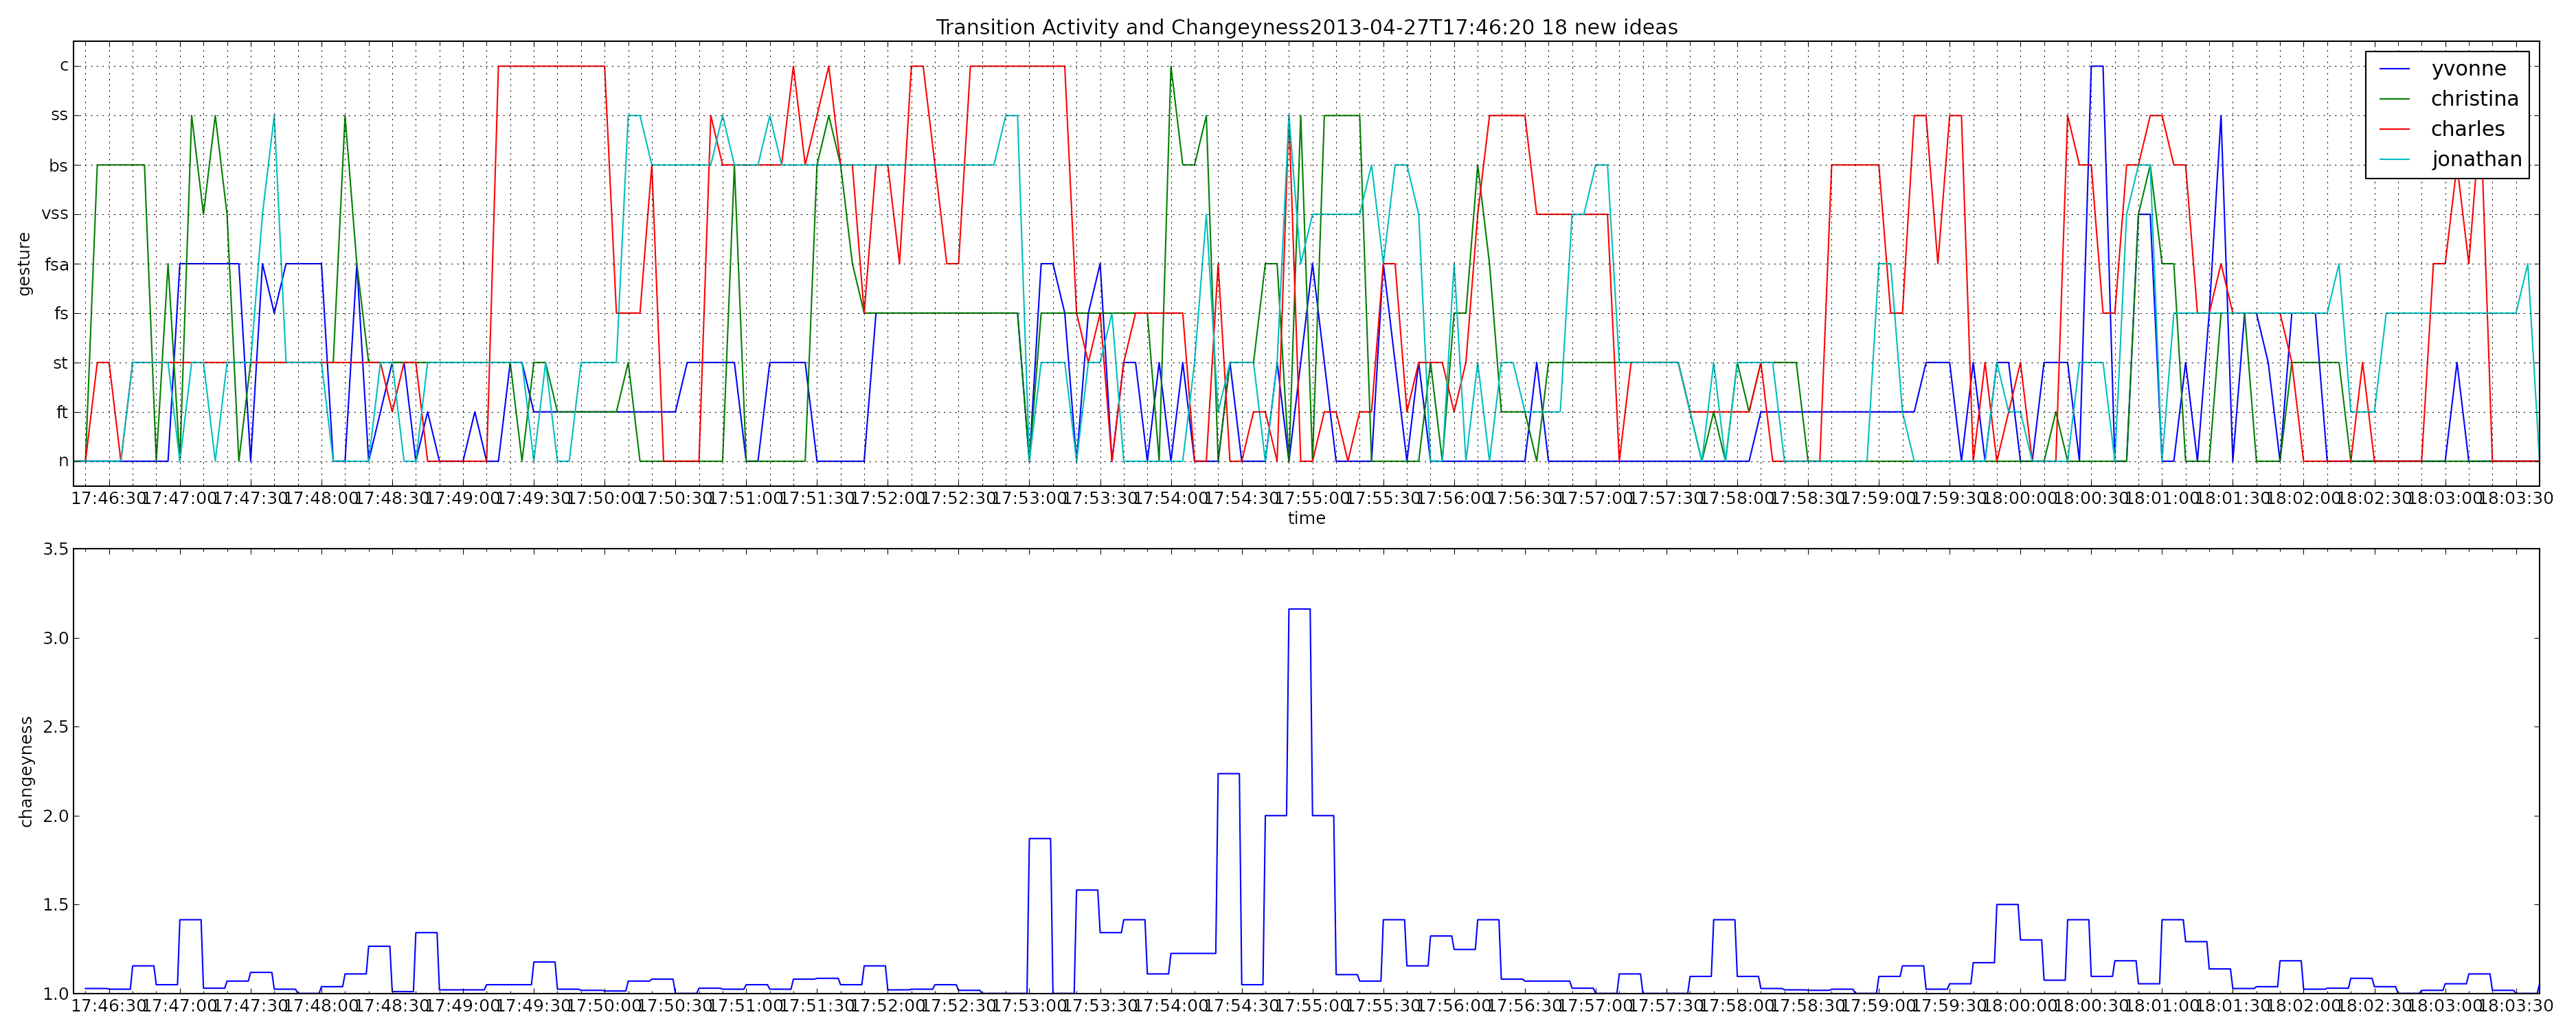 Transition Activity and Changeyness2013-04-27T17:46:20 18 new ideas
c
ss
bs
vss
fsa
fs
st
ft
n
gesture
yvonne
christina
charles
jonathan
17:46:30 17:47:00 17:47:30 17:48:00 17:48:30 17:49:00 17:49:30 17:50:00 17:50:30 17:51:00 17:51:30 17:52:00 17:52:30 17:53:00 17:53:30 17:54:00 17:54:30 17:55:00 17:55:30 17:56:00 17:56:30 17:57:00 17:57:30 17:58:00 17:58:30 17:59:00 17:59:30 18:00:00 18:00:30 18:01:00 18:01:30 18:02:00 18:02:30 18:03:00 18:03:30
time
3.5
3.0
2.5
2.0
1.5
1.0
changeyness
17:46:30 17:47:00 17:47:30 17:48:00 17:48:30 17:49:00 17:49:30 17:50:00 17:50:30 17:51:00 17:51:30 17:52:00 17:52:30 17:53:00 17:53:30 17:54:00 17:54:30 17:55:00 17:55:30 17:56:00 17:56:30 17:57:00 17:57:30 17:58:00 17:58:30 17:59:00 17:59:30 18:00:00 18:00:30 18:01:00 18:01:30 18:02:00 18:02:30 18:03:00 18:03:30